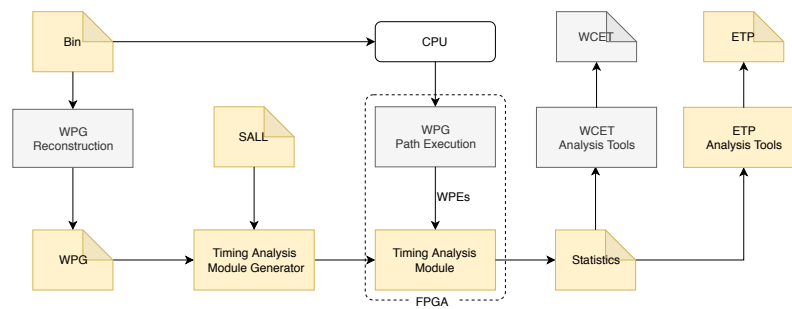 Bin
CPU
WCET
ETP
WPG
Reconstruction
SALL
WPG
Path Execution
WCET
Analysis Tools
ETP
Analysis Tools
WPEs
WPG
Timing Analysis
Module Generator
Timing Analysis
Module
Statistics
FPGA